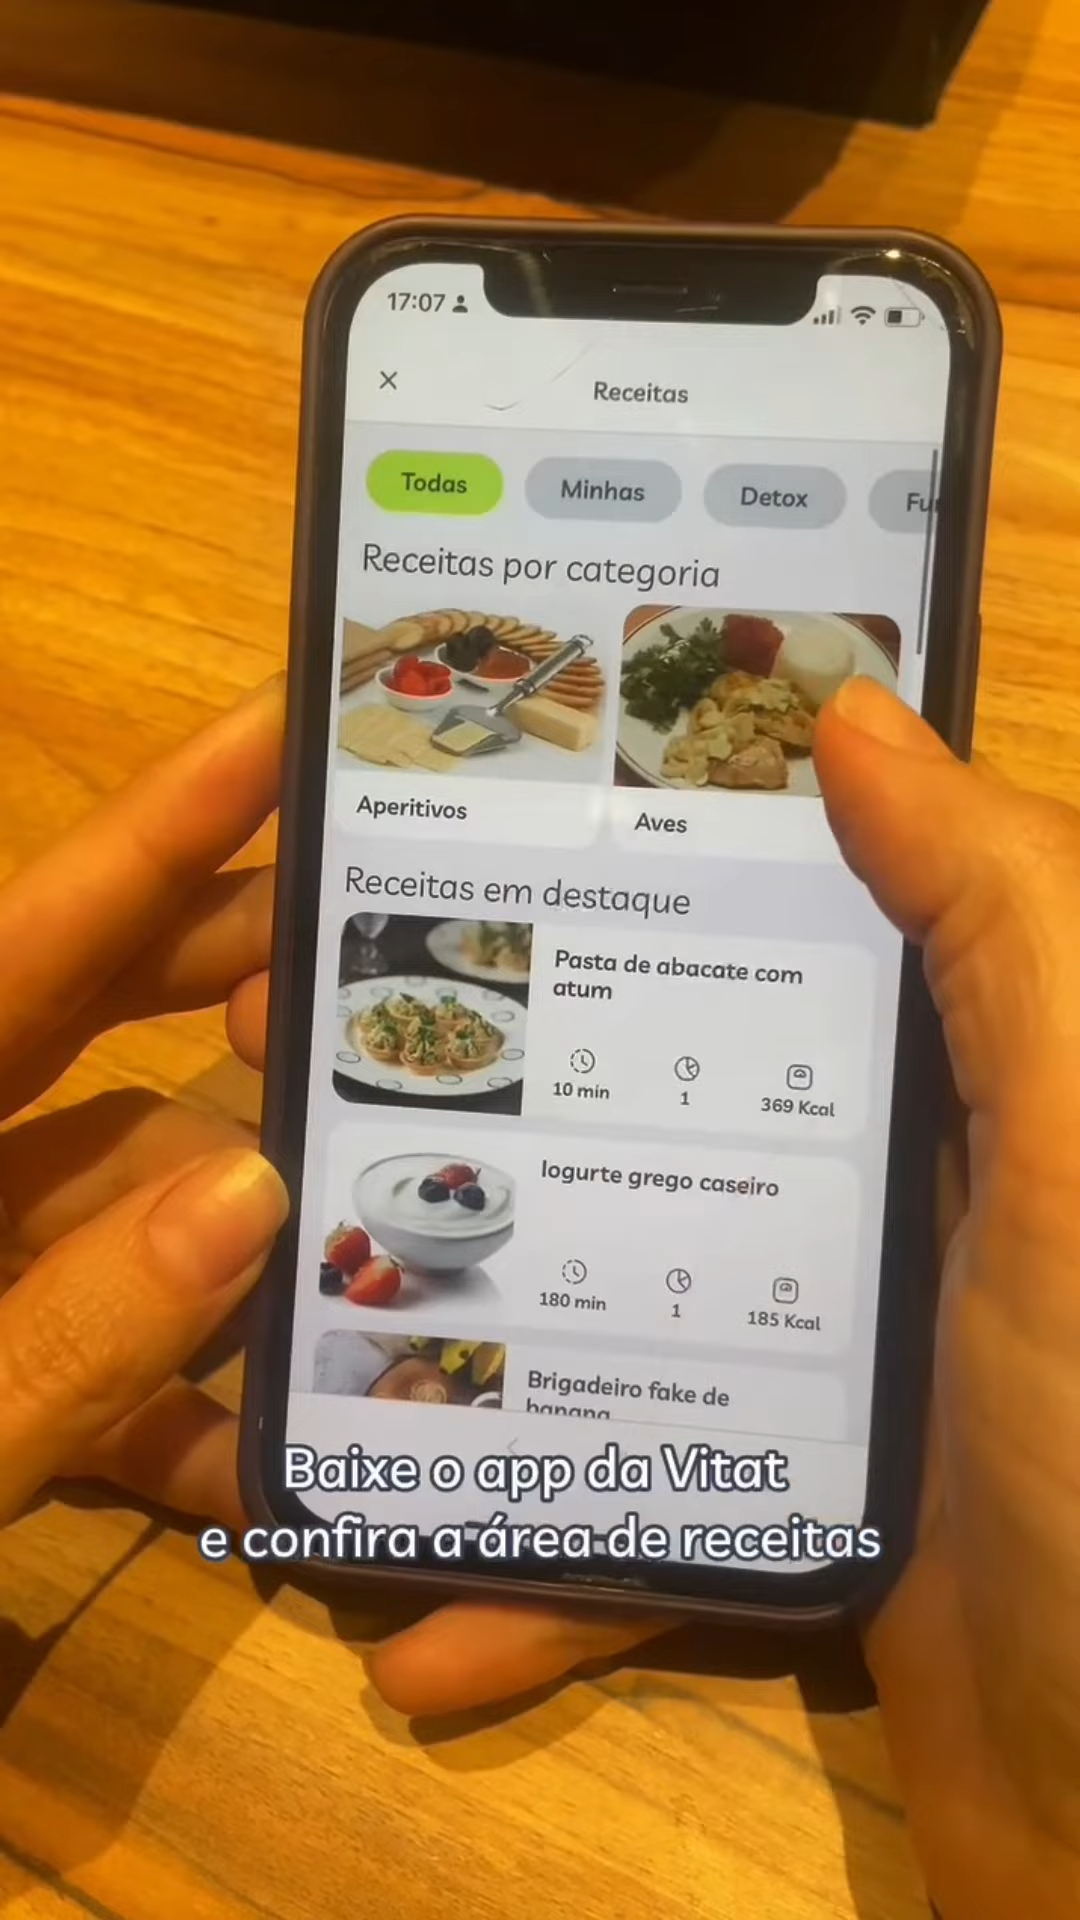 17:07
Receitas
Todas
Minhas
Detox
Receitas por categoria
Aperitivos
Aves
Receitas em destaque
Pasta de abacate com
atum
10 min
1
369 Kcal
Iogurte grego caseiro
180 min
1
185 Kcal
Brigadeiro fake de
banana
Baixe o app da Vitat
e confira a área de receitas